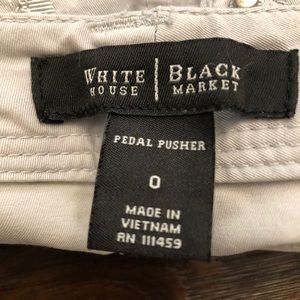 WHITE HOUSE | BLACK MARKET
PEDAL PUSHER
0
MADE IN
VIETNAM
RN 111459